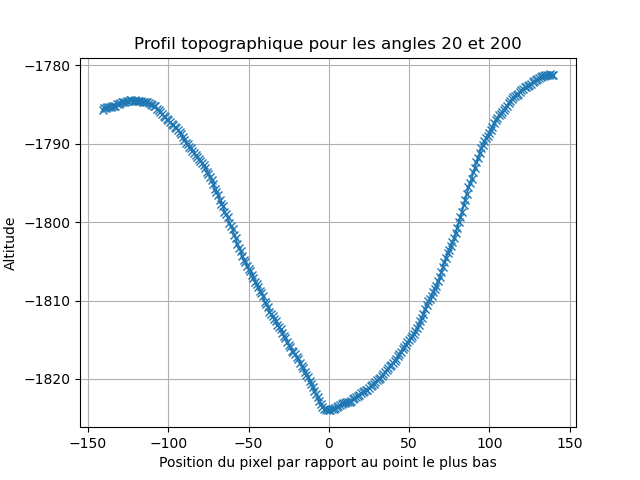 Profil topographique pour les angles 20 et 200
Altitude
−1780
−1790
−1800
−1810
−1820
−150 −100 −50 0 50 100 150
Position du pixel par rapport au point le plus bas